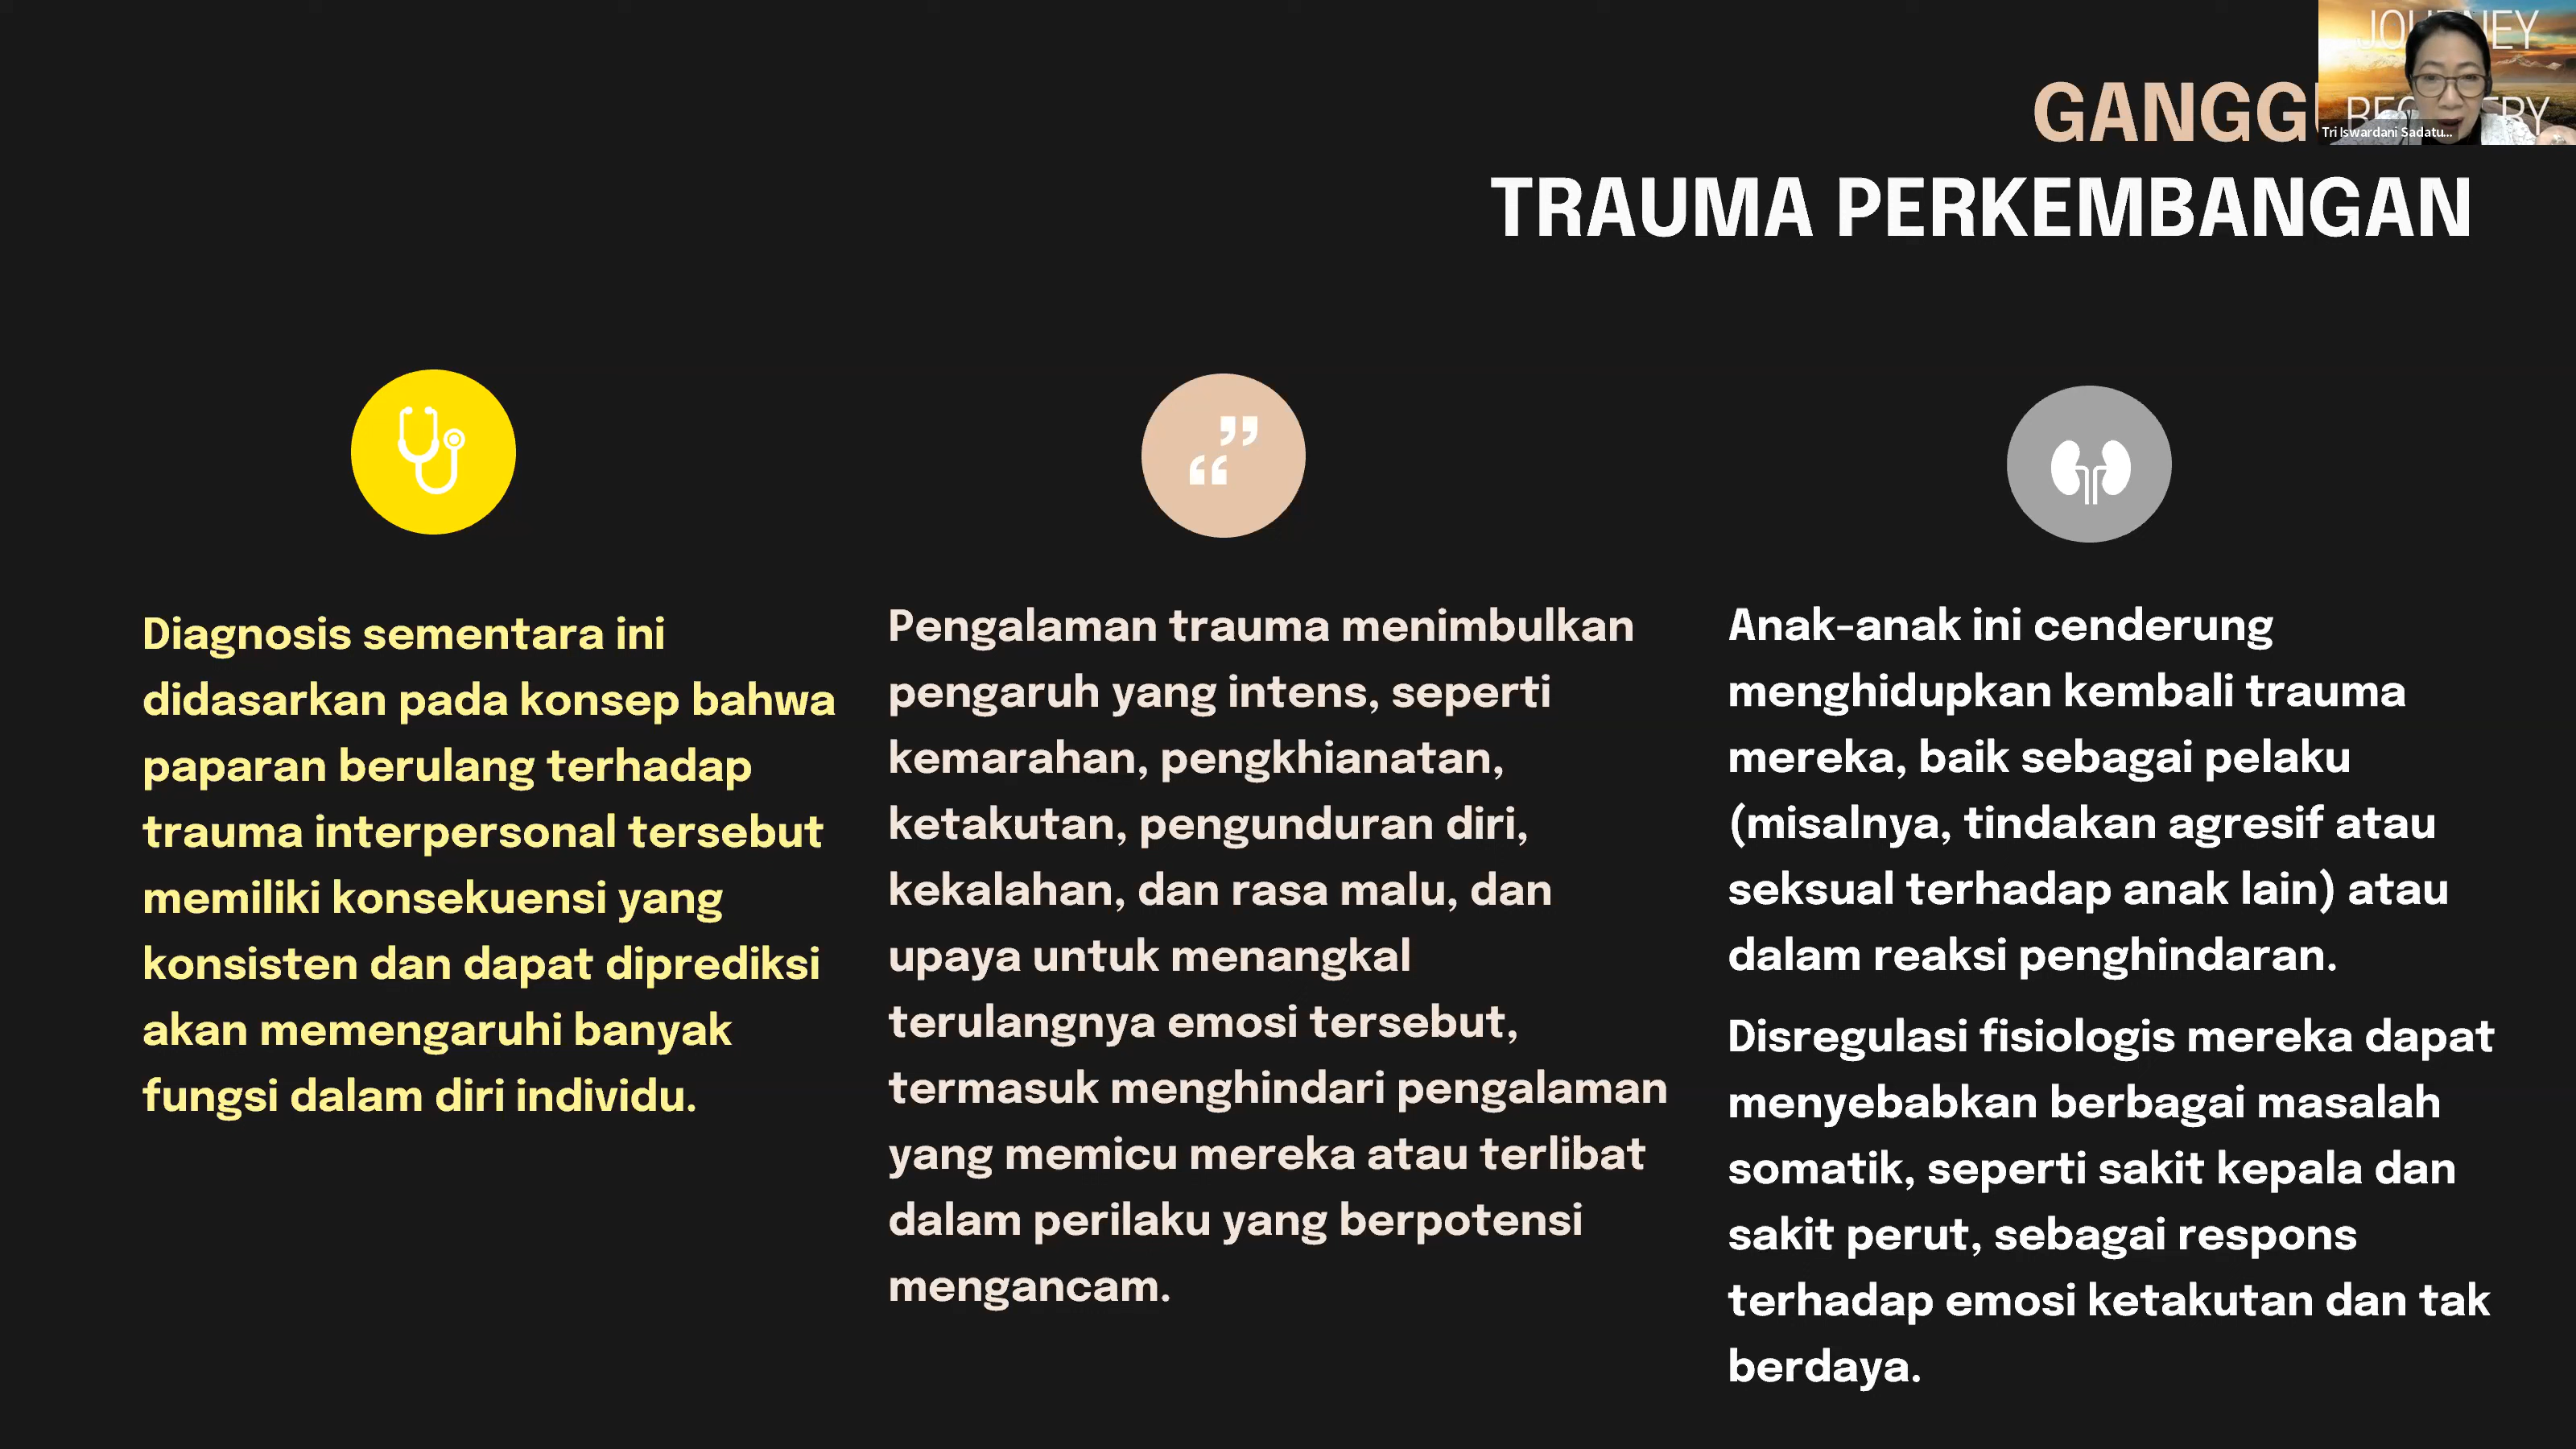 JOU NEY
GANGG
Tri Iswardani Sadatu...
TRAUMA PERKEMBANGAN
Diagnosis sementara ini
didasarkan pada konsep bahwa
paparan berulang terhadap
trauma interpersonal tersebut
memiliki konsekuensi yang
konsisten dan dapat diprediksi
akan memengaruhi banyak
fungsi dalam diri individu.
Pengalaman trauma menimbulkan
pengaruh yang intens, seperti
kemarahan, pengkhianatan,
ketakutan, pengunduran diri,
kekalahan, dan rasa malu, dan
upaya untuk menangkal
terulangnya emosi tersebut,
termasuk menghindari pengalaman
yang memicu mereka atau terlibat
dalam perilaku yang berpotensi
mengancam.
Anak-anak ini cenderung
menghidupkan kembali trauma
mereka, baik sebagai pelaku
(misalnya, tindakan agresif atau
seksual terhadap anak lain) atau
dalam reaksi penghindaran.
Disregulasi fisiologis mereka dapat
menyebabkan berbagai masalah
somatik, seperti sakit kepala dan
sakit perut, sebagai respons
terhadap emosi ketakutan dan tak
berdaya.